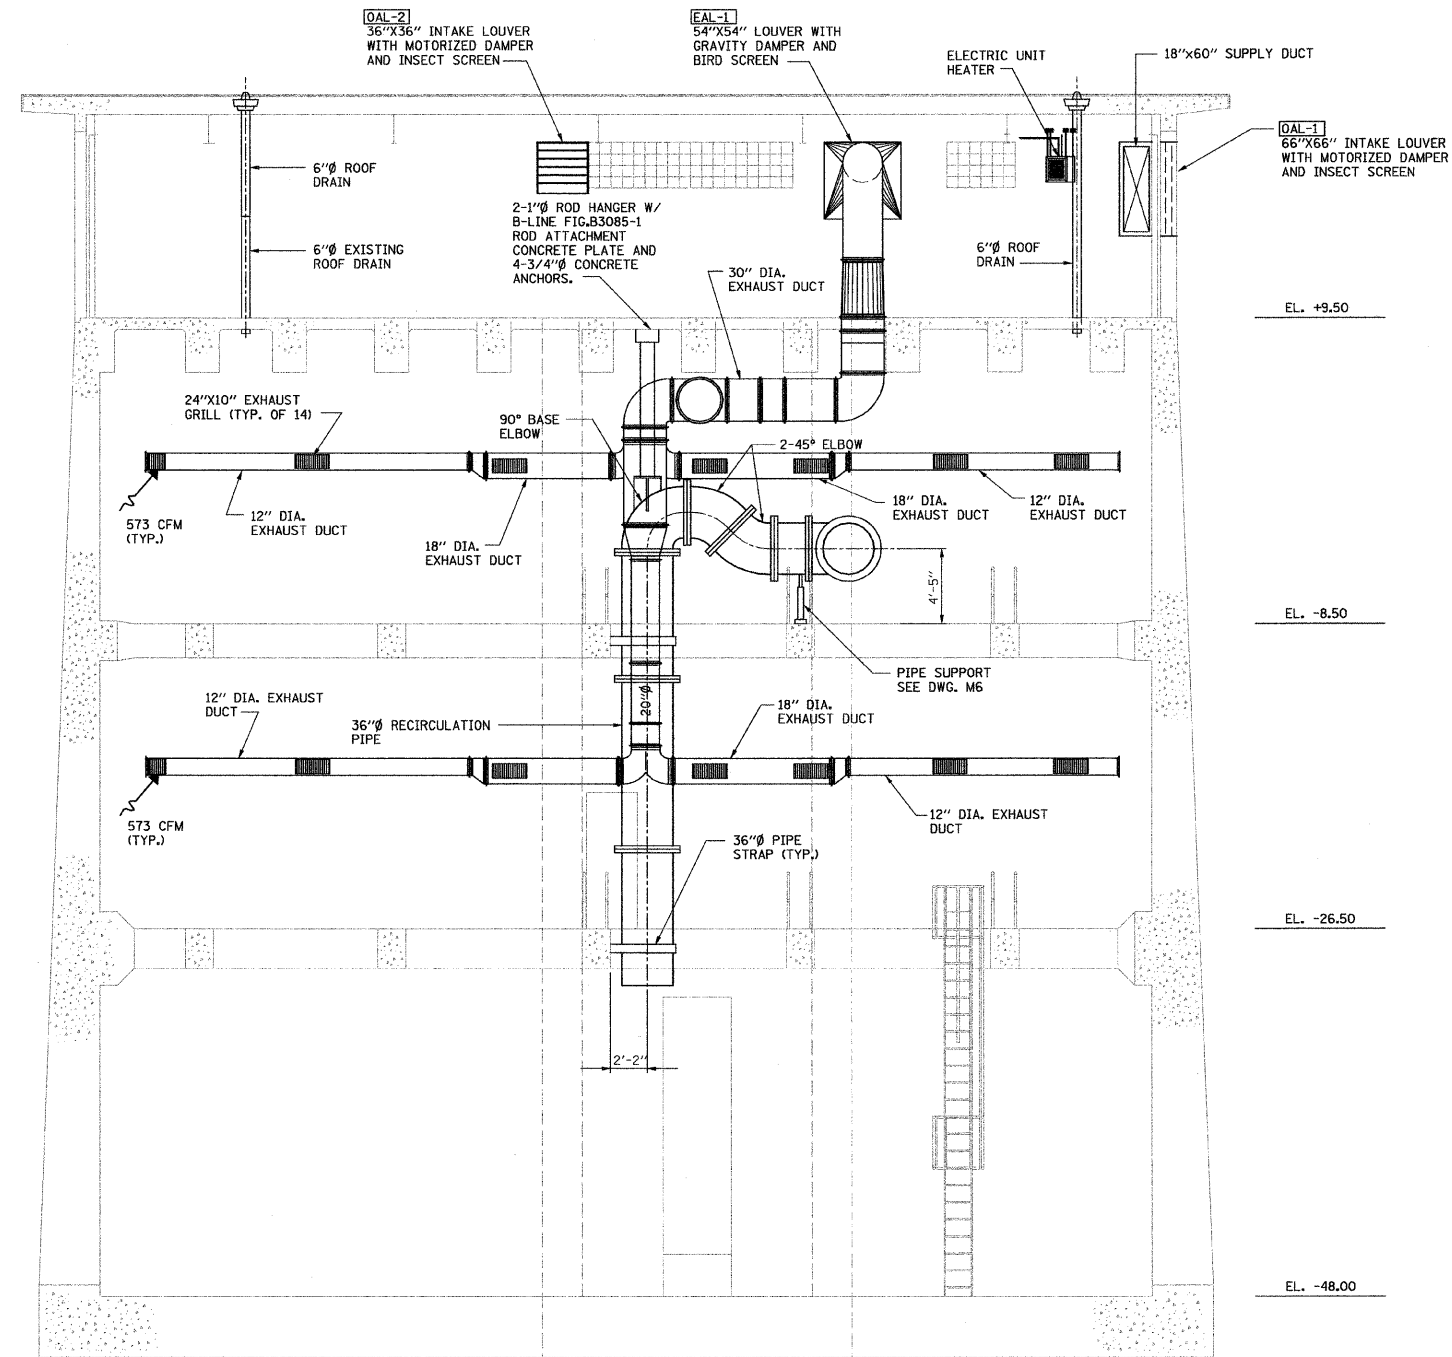 OAL-2
36"X36" INTAKE LOUVER
WITH MOTORIZED DAMPER
AND INSECT SCREEN
EAL-1
54"X54" LOUVER WITH
GRAVITY DAMPER AND
BIRD SCREEN
ELECTRIC UNIT
HEATER
18"x60" SUPPLY DUCT
OAL-1
66"X66" INTAKE LOUVER
WITH MOTORIZED DAMPER
AND INSECT SCREEN
6"Ø ROOF
DRAIN
6"Ø EXISTING
ROOF DRAIN
2-1"Ø ROD HANGER W/
B-LINE FIG.B3085-1
ROD ATTACHMENT
CONCRETE PLATE AND
4-3/4"Ø CONCRETE
ANCHORS.
30" DIA.
EXHAUST DUCT
6"Ø ROOF
DRAIN
EL. +9.50
24"X10" EXHAUST
GRILL (TYP. OF 14)
90° BASE
ELBOW
2-45° ELBOW
573 CFM
(TYP.)
12" DIA.
EXHAUST DUCT
18" DIA.
EXHAUST DUCT
18" DIA.
EXHAUST DUCT
12" DIA.
EXHAUST DUCT
4'-5"
EL. -8.50
PIPE SUPPORT
SEE DWG. M6
12" DIA. EXHAUST
DUCT
36"Ø RECIRCULATION
PIPE
20"Ø
18" DIA.
EXHAUST DUCT
573 CFM
(TYP.)
12" DIA. EXHAUST
DUCT
36"Ø PIPE
STRAP (TYP.)
EL. -26.50
2'-2"
EL. -48.00